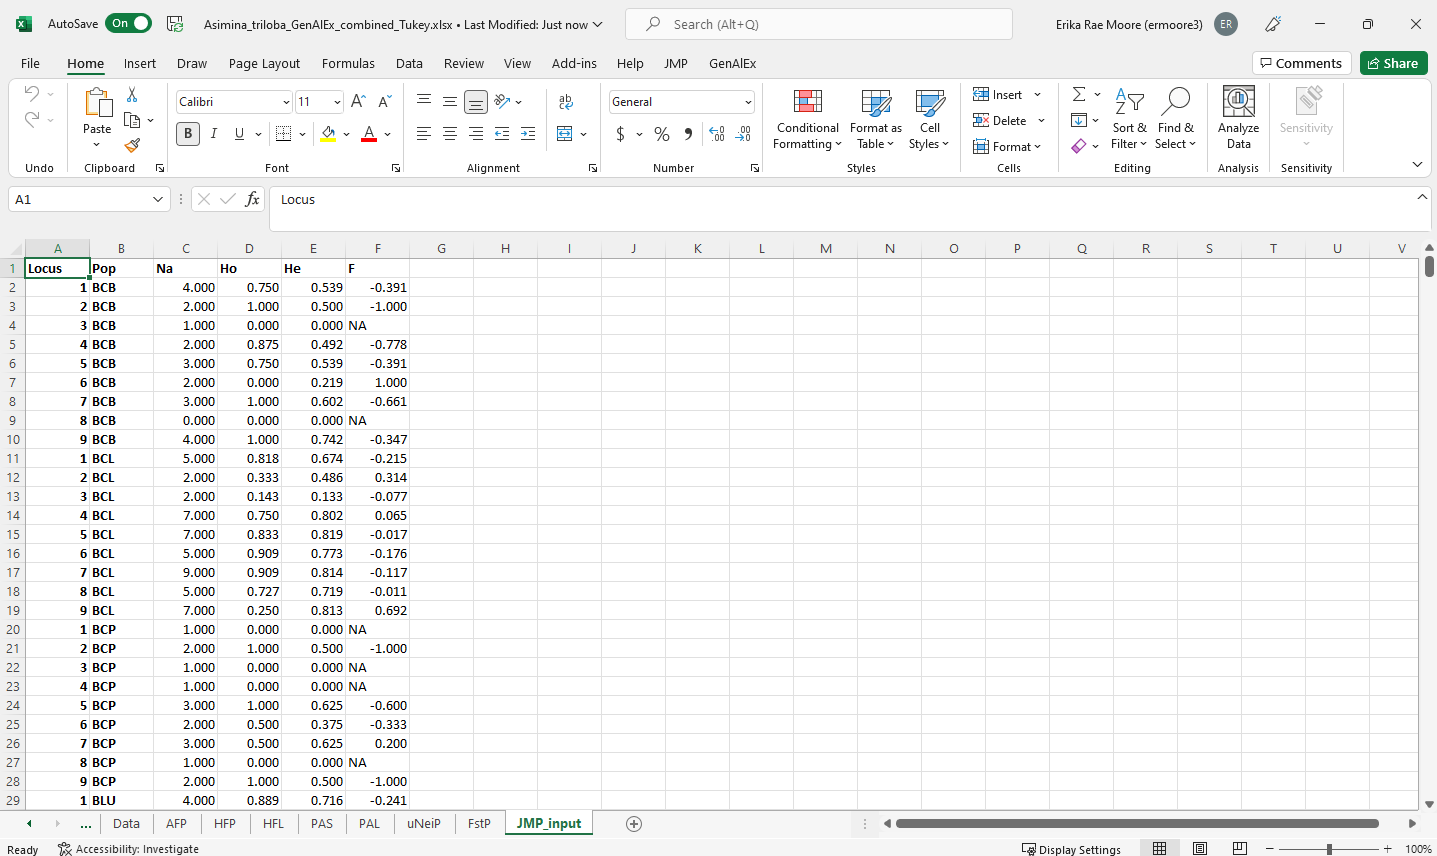 AutoSave On Asimina_triloba_GenAlEx_combined_Tukey.xlsx • Last Modified: Just now Search (Alt+Q) Erika Rae Moore (ermoore3) ER
File Home Insert Draw Page Layout Formulas Data Review View Add-ins Help JMP GenAlEx Comments Share
Calibri 11 General Insert
Paste Delete
Conditional Formatting Format as Table Cell Styles Format Sort & Filter Find & Select Analyze Data Sensitivity
Undo Clipboard Font Alignment Number Styles Cells Editing Analysis Sensitivity
A1 fx Locus
A B C D E F G H I J K L M N O P Q R S T U V
1 Locus Pop Na Ho He F
2 1 BCB 4.000 0.750 0.539 -0.391
3 2 BCB 2.000 1.000 0.500 -1.000
4 3 BCB 1.000 0.000 0.000 NA
5 4 BCB 2.000 0.875 0.492 -0.778
6 5 BCB 3.000 0.750 0.539 -0.391
7 6 BCB 2.000 0.000 0.219 1.000
8 7 BCB 3.000 1.000 0.602 -0.661
9 8 BCB 0.000 0.000 0.000 NA
10 9 BCB 4.000 1.000 0.742 -0.347
11 1 BCL 5.000 0.818 0.674 -0.215
12 2 BCL 2.000 0.333 0.486 0.314
13 3 BCL 2.000 0.143 0.133 -0.077
14 4 BCL 7.000 0.750 0.802 0.065
15 5 BCL 7.000 0.833 0.819 -0.017
16 6 BCL 5.000 0.909 0.773 -0.176
17 7 BCL 9.000 0.909 0.814 -0.117
18 8 BCL 5.000 0.727 0.719 -0.011
19 9 BCL 7.000 0.250 0.813 0.692
20 1 BCP 1.000 0.000 0.000 NA
21 2 BCP 2.000 1.000 0.500 -1.000
22 3 BCP 1.000 0.000 0.000 NA
23 4 BCP 1.000 0.000 0.000 NA
24 5 BCP 3.000 1.000 0.625 -0.600
25 6 BCP 2.000 0.500 0.375 -0.333
26 7 BCP 3.000 0.500 0.625 0.200
27 8 BCP 1.000 0.000 0.000 NA
28 9 BCP 2.000 1.000 0.500 -1.000
29 1 BLU 4.000 0.889 0.716 -0.241
... Data AFP HFP HFL PAS PAL uNeiP FstP JMP_input
Ready Accessibility: Investigate Display Settings 100%